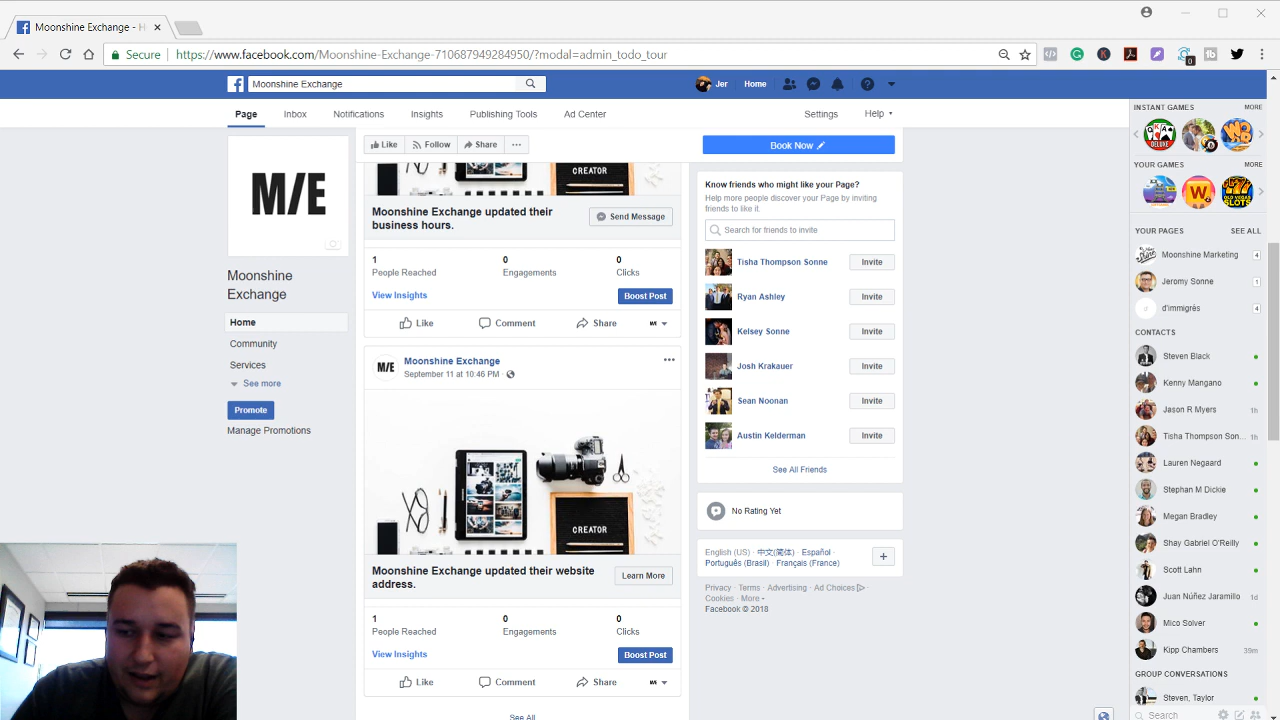 Moonshine Exchange - H
Secure
https://www.facebook.com/Moonshine-Exchange-710687949284950/?modal=admin_todo_tour
Moonshine Exchange
Jer Home
Page Inbox Notifications Insights Publishing Tools Ad Center Settings Help
M/E
Moonshine
Exchange
Home
Community
Services
See more
Promote
Manage Promotions
Like Follow Share ...
Book Now
CREATOR
Moonshine Exchange updated their
business hours.
Send Message
1 0 0
People Reached Engagements Clicks
View Insights Boost Post
Like Comment Share
M/E
Moonshine Exchange
September 11 at 10:46 PM ·
CREATOR
Moonshine Exchange updated their website
address.
Learn More
1 0 0
People Reached Engagements Clicks
View Insights Boost Post
Like Comment Share
See All
Know friends who might like your Page?
Help more people discover your Page by inviting
friends to like it.
Search for friends to invite
Tisha Thompson Sonne Invite
Ryan Ashley Invite
Kelsey Sonne Invite
Josh Krakauer Invite
Sean Noonan Invite
Austin Kelderman Invite
See All Friends
No Rating Yet
English (US) · 中文(简体) · Español ·
Português (Brasil) · Français (France)
Privacy · Terms · Advertising · Ad Choices
Cookies · More
Facebook © 2018
INSTANT GAMES MORE
DELUXE
YOUR GAMES MORE
W
OLD VEGAS
SLOTS
YOUR PAGES SEE ALL
Moonshine Marketing 4
Jeromy Sonne 1
d'immigrés 4
CONTACTS
Steven Black
Kenny Mangano
Jason R Myers 1h
Tisha Thompson Son... 1h
Lauren Negaard
Stephan M Dickie
Megan Bradley
Shay Gabriel O'Reilly
Scott Lahn
Juan Núñez Jaramillo 1d
Mico Solver
Kipp Chambers 39m
GROUP CONVERSATIONS
Steven, Taylor
Search